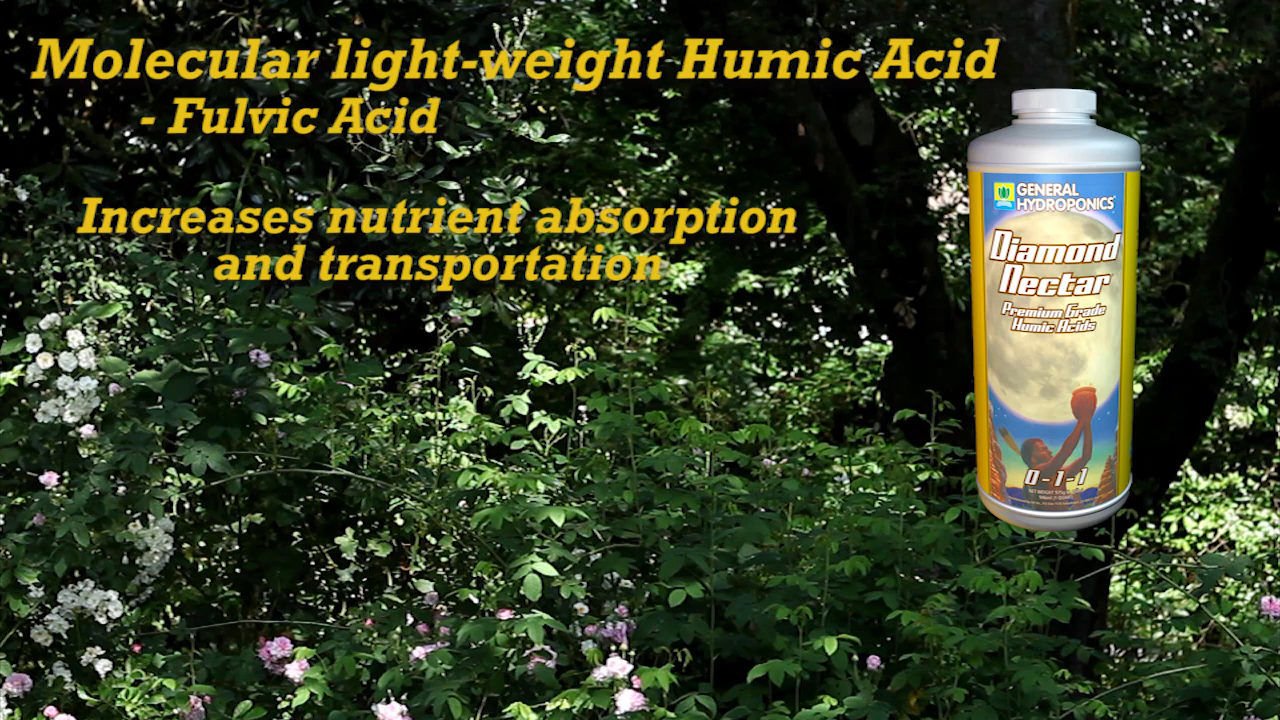 Molecular light-weight Humic Acid
- Fulvic Acid
Increases nutrient absorption
and transportation
GENERAL
HYDROPONICS
Diamond
Nectar
Premium Grade
Humic Acids
0-1-1